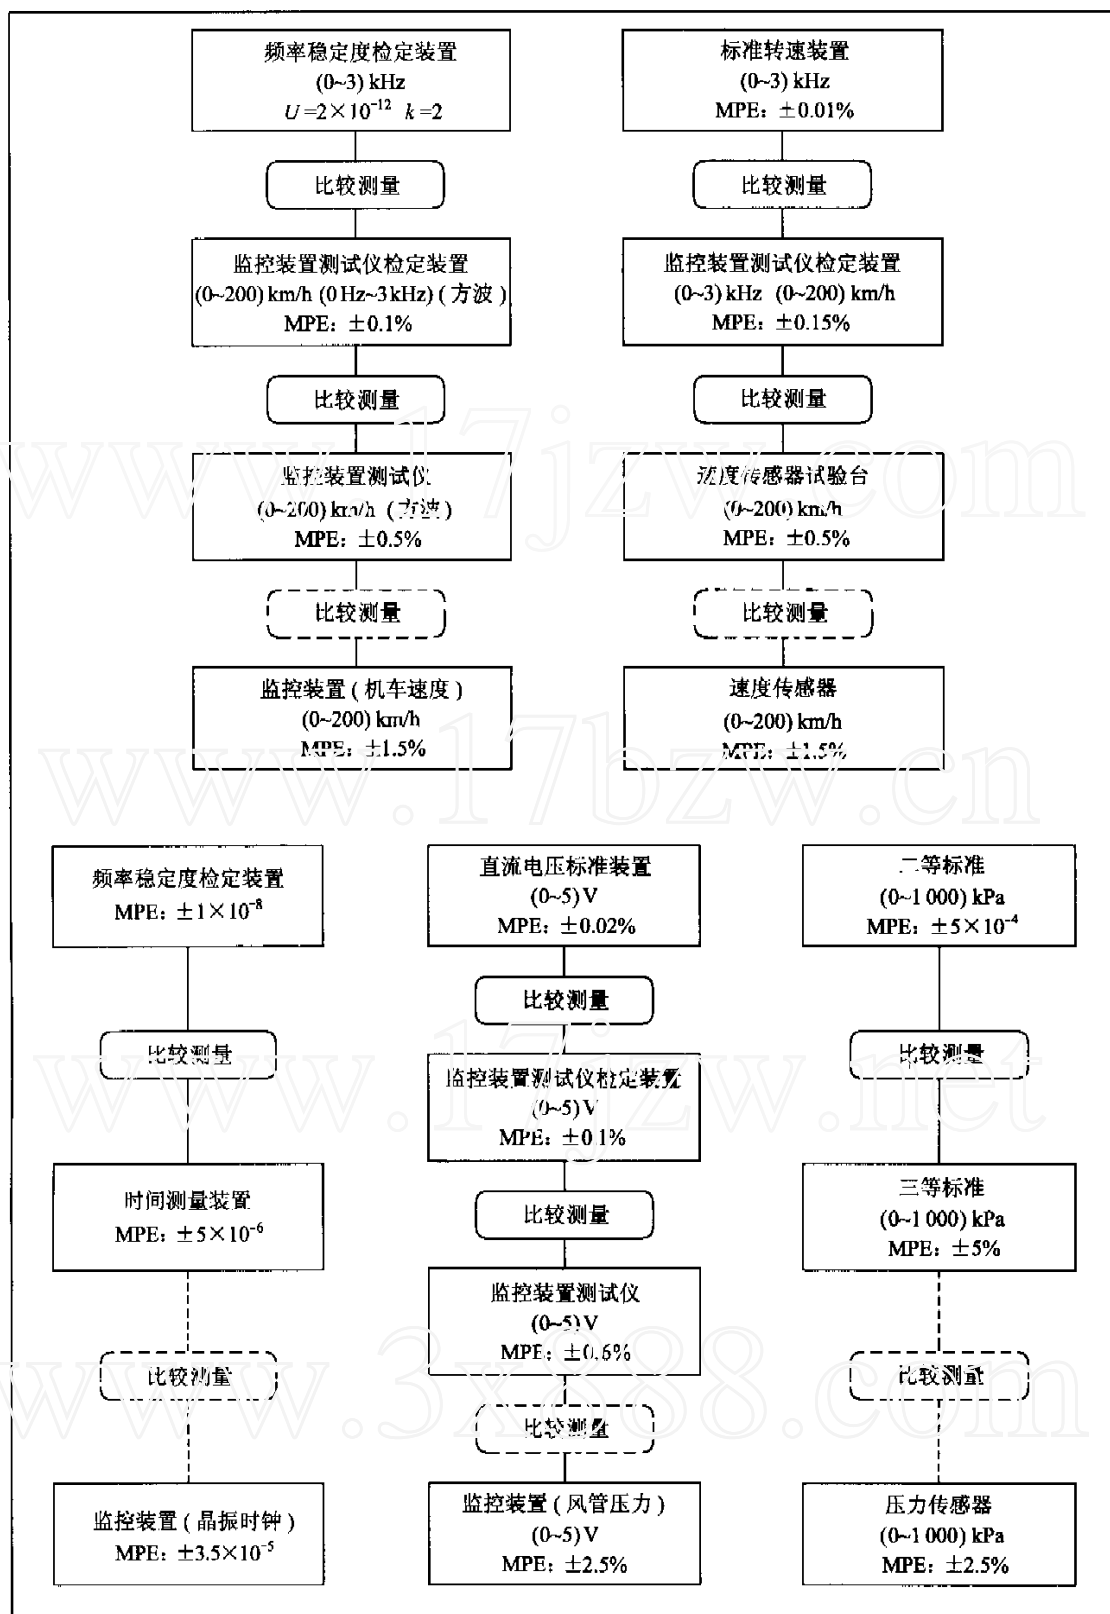 频率稳定度检定装置
(0~3) kHz
U=2×10⁻¹² k=2
比较测量
监控装置测试仪检定装置
(0~200) km/h (0 Hz~3 kHz) (方波)
MPE: ±0.1%
比较测量
监控装置测试仪
(0~200) km/h (方波)
MPE: ±0.5%
比较测量
监控装置(机车速度)
(0~200) km/h
MPE: ±1.5%
标准转速装置
(0~3) kHz
MPE: ±0.01%
比较测量
监控装置测试仪检定装置
(0~3) kHz (0~200) km/h
MPE: ±0.15%
比较测量
速度传感器试验台
(0~200) km/h
MPE: ±0.5%
比较测量
速度传感器
(0~200) km/h
MPE: ±1.5%
频率稳定度检定装置
MPE: ±1×10⁻⁸
比较测量
时间测量装置
MPE: ±5×10⁻⁶
比较测量
监控装置(晶振时钟)
MPE: ±3.5×10⁻⁵
直流电压标准装置
(0~5) V
MPE: ±0.02%
比较测量
监控装置测试仪检定装置
(0~5) V
MPE: ±0.1%
比较测量
监控装置测试仪
(0~5) V
MPE: ±0.6%
比较测量
监控装置(风管压力)
(0~5) V
MPE: ±2.5%
二等标准
(0~1 000) kPa
MPE: ±5×10⁻⁴
比较测量
三等标准
(0~1 000) kPa
MPE: ±5%
比较测量
压力传感器
(0~1 000) kPa
MPE: ±2.5%
www.17jzw.com
www.17bzw.cn
www.17jzw.net
www.3x888.com